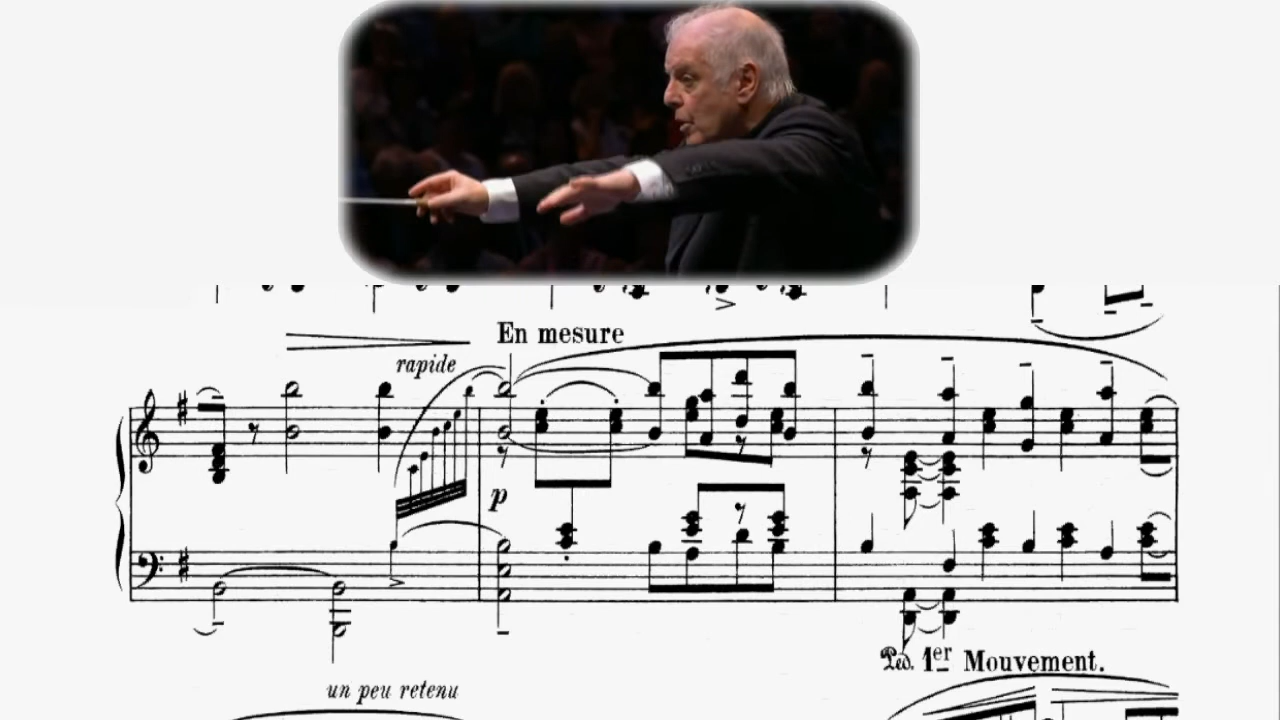 En mesure
rapide
p
Ped. 1er Mouvement.
un peu retenu